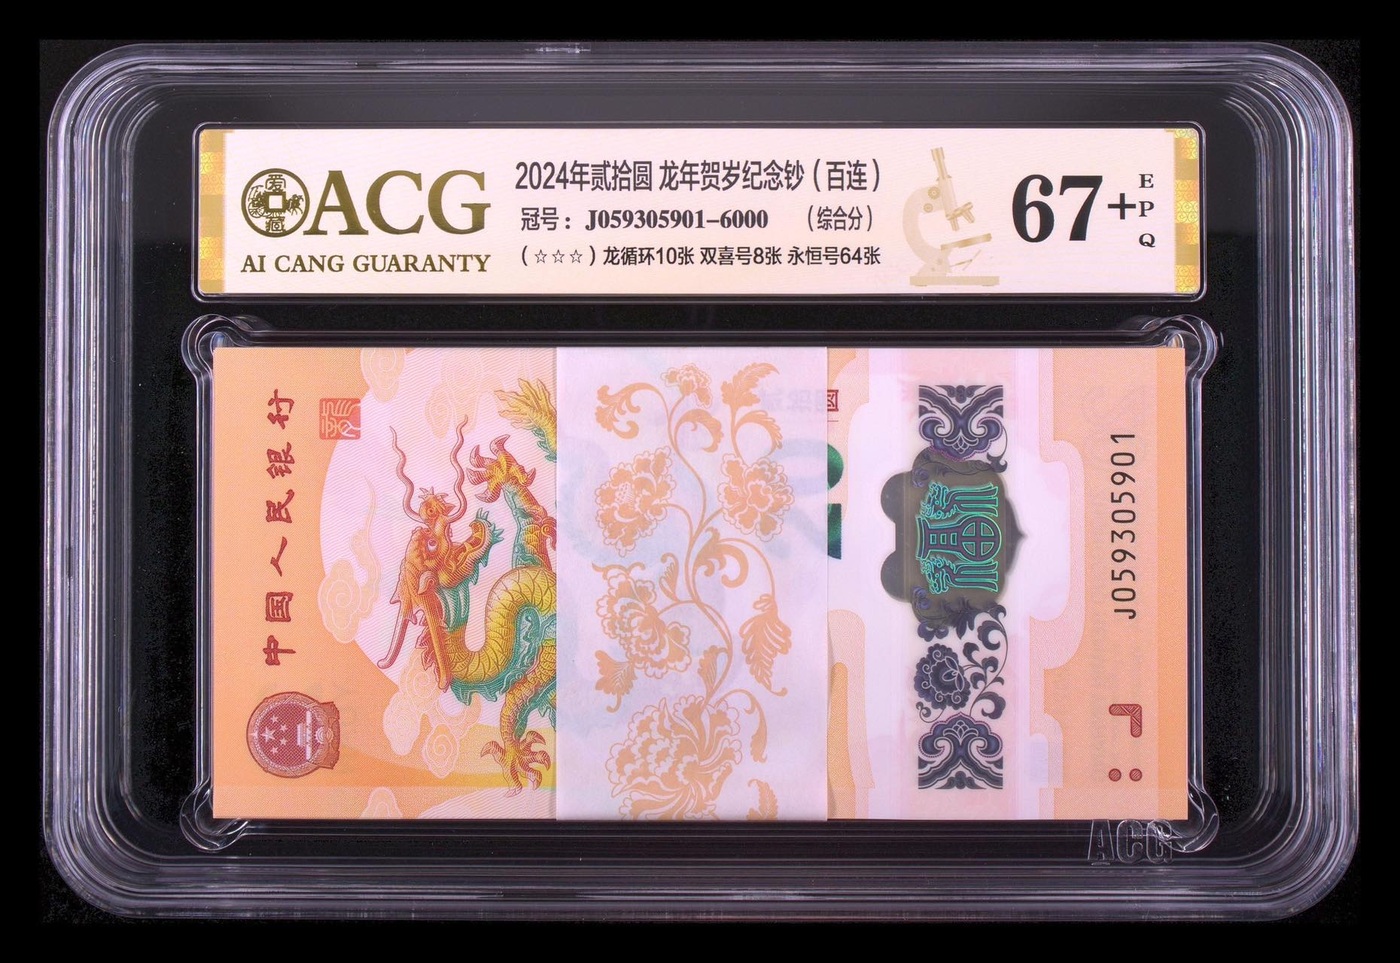 ACG
AI CANG GUARANTY
2024年贰拾圆 龙年贺岁纪念钞(百连)
冠号: J059305901-6000 (综合分)
(☆☆☆)龙循环10张 双喜号8张 永恒号64张
67+
E
P
Q
中国人民银行
J059305901
ACG